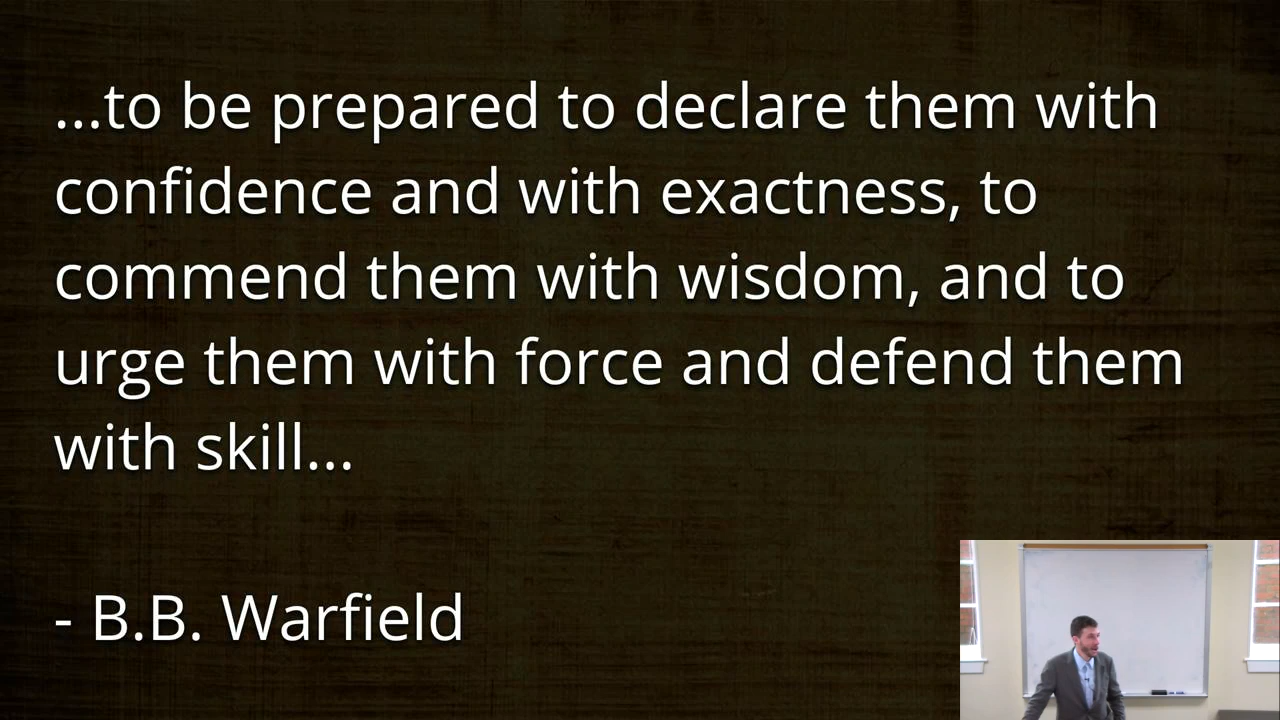 ...to be prepared to declare them with
confidence and with exactness, to
commend them with wisdom, and to
urge them with force and defend them
with skill...
- B.B. Warfield